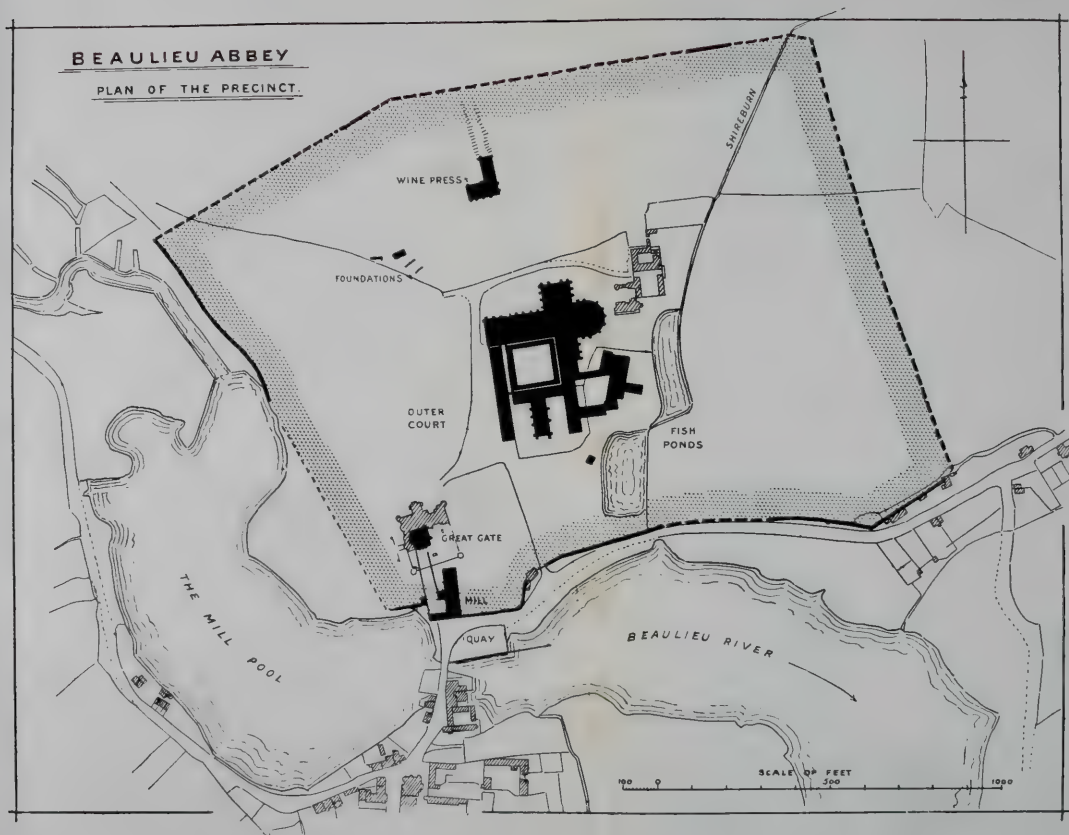 BEAULIEU ABBEY
PLAN OF THE PRECINCT.
SHIREBURN
WINE PRESS
FOUNDATIONS
OUTER
COURT
FISH
PONDS
GREAT GATE
MILL
THE MILL POOL
QUAY
BEAULIEU RIVER
SCALE OF FEET
100 0 500 1000